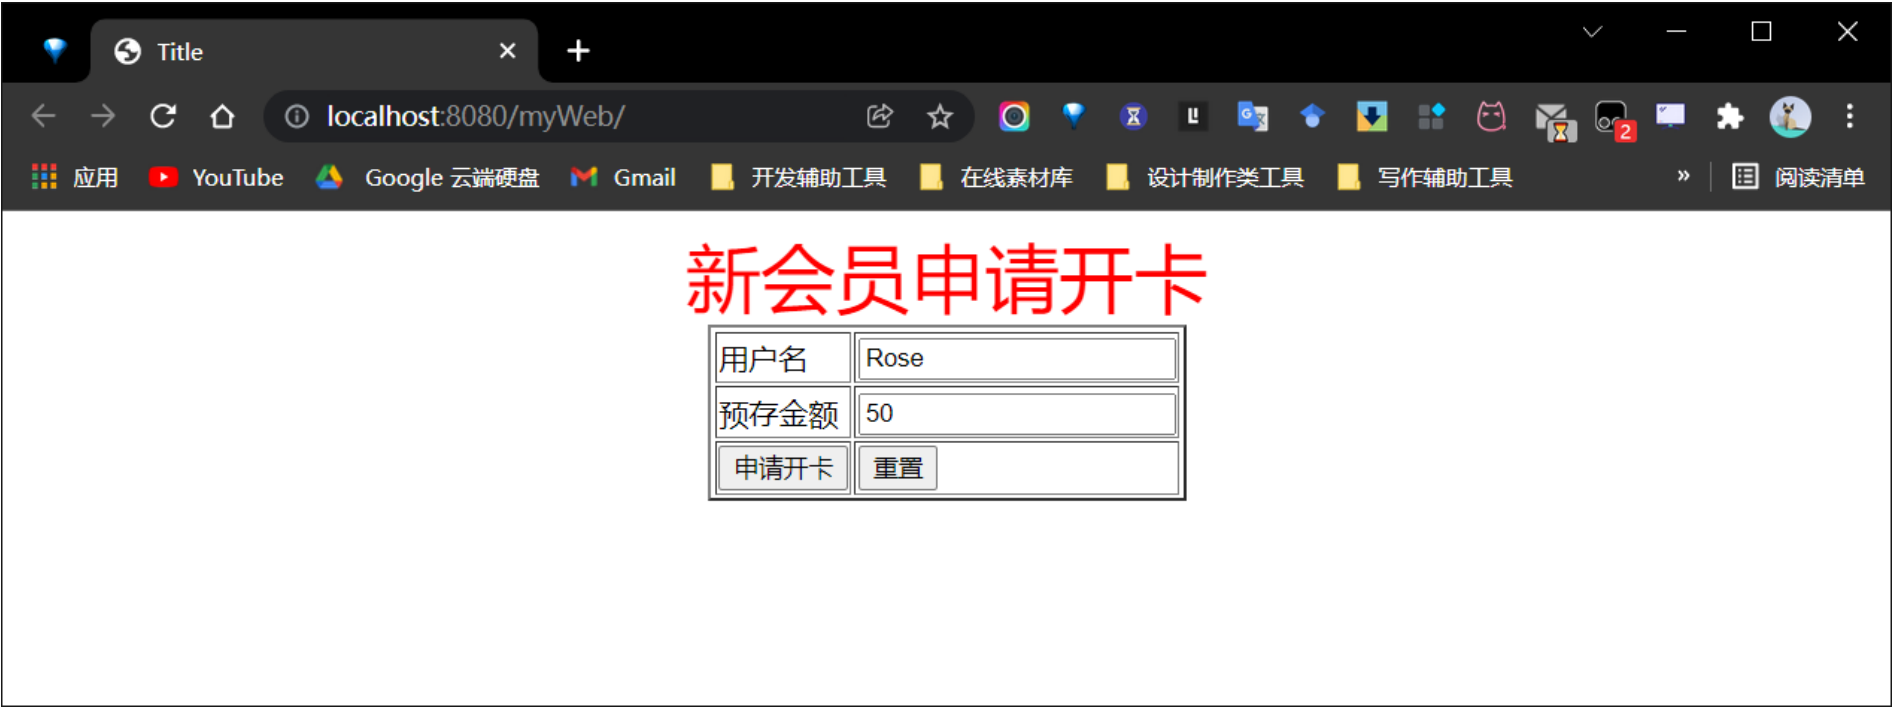 Title
localhost:8080/myWeb/
2
应用 YouTube Google 云端硬盘 Gmail 开发辅助工具 在线素材库 设计制作类工具 写作辅助工具 » 阅读清单
新会员申请开卡
用户名 Rose
预存金额 50
申请开卡 重置